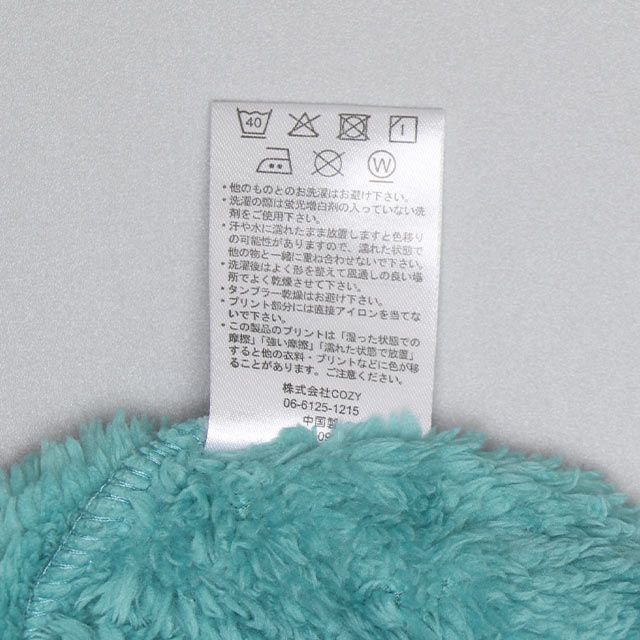 40
・他のものとのお洗濯はお避け下さい。
・洗濯の際は蛍光増白剤の入っていない洗
剤をご使用下さい。
・汗や水に濡れたまま放置しますと色移り
の可能性がありますので、濡れた状態で
他の物と一緒に重ね合わせないで下さい。
・洗濯後はよく形を整えて風通しの良い場
所でよく乾燥させて下さい。
・タンブラー乾燥はお避け下さい。
・プリント部分には直接アイロンを当てな
いで下さい。
・この製品のプリントは「湿った状態での
摩擦」「強い摩擦」「濡れた状態で放置」
すると他の衣料・プリントなどに色が移
ることがあります。ご注意ください。
株式会社COZY
06-6125-1215
中国製